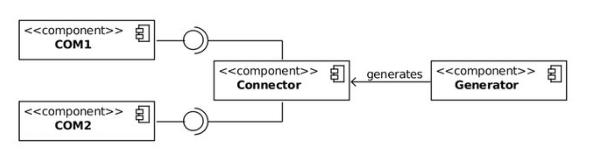 <<component>>
COM1
<<component>>
Connector
generates
<<component>>
Generator
<<component>>
COM2